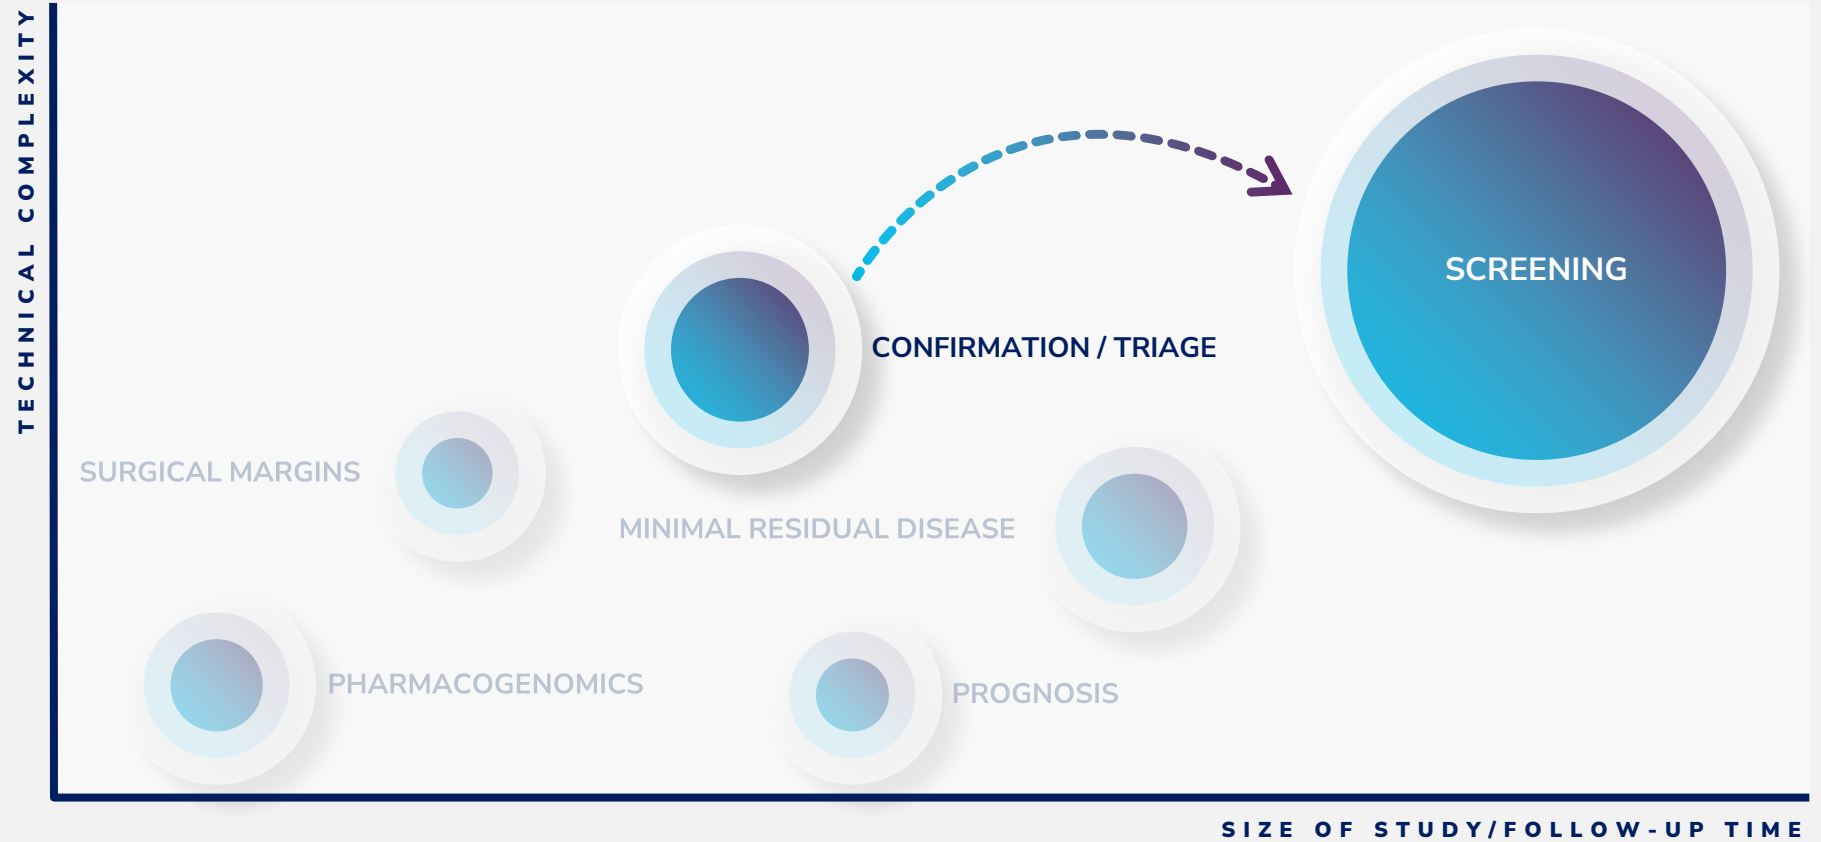 TECHNICAL COMPLEXITY
SCREENING
CONFIRMATION / TRIAGE
SURGICAL MARGINS
MINIMAL RESIDUAL DISEASE
PHARMACOGENOMICS
PROGNOSIS
SIZE OF STUDY/FOLLOW-UP TIME